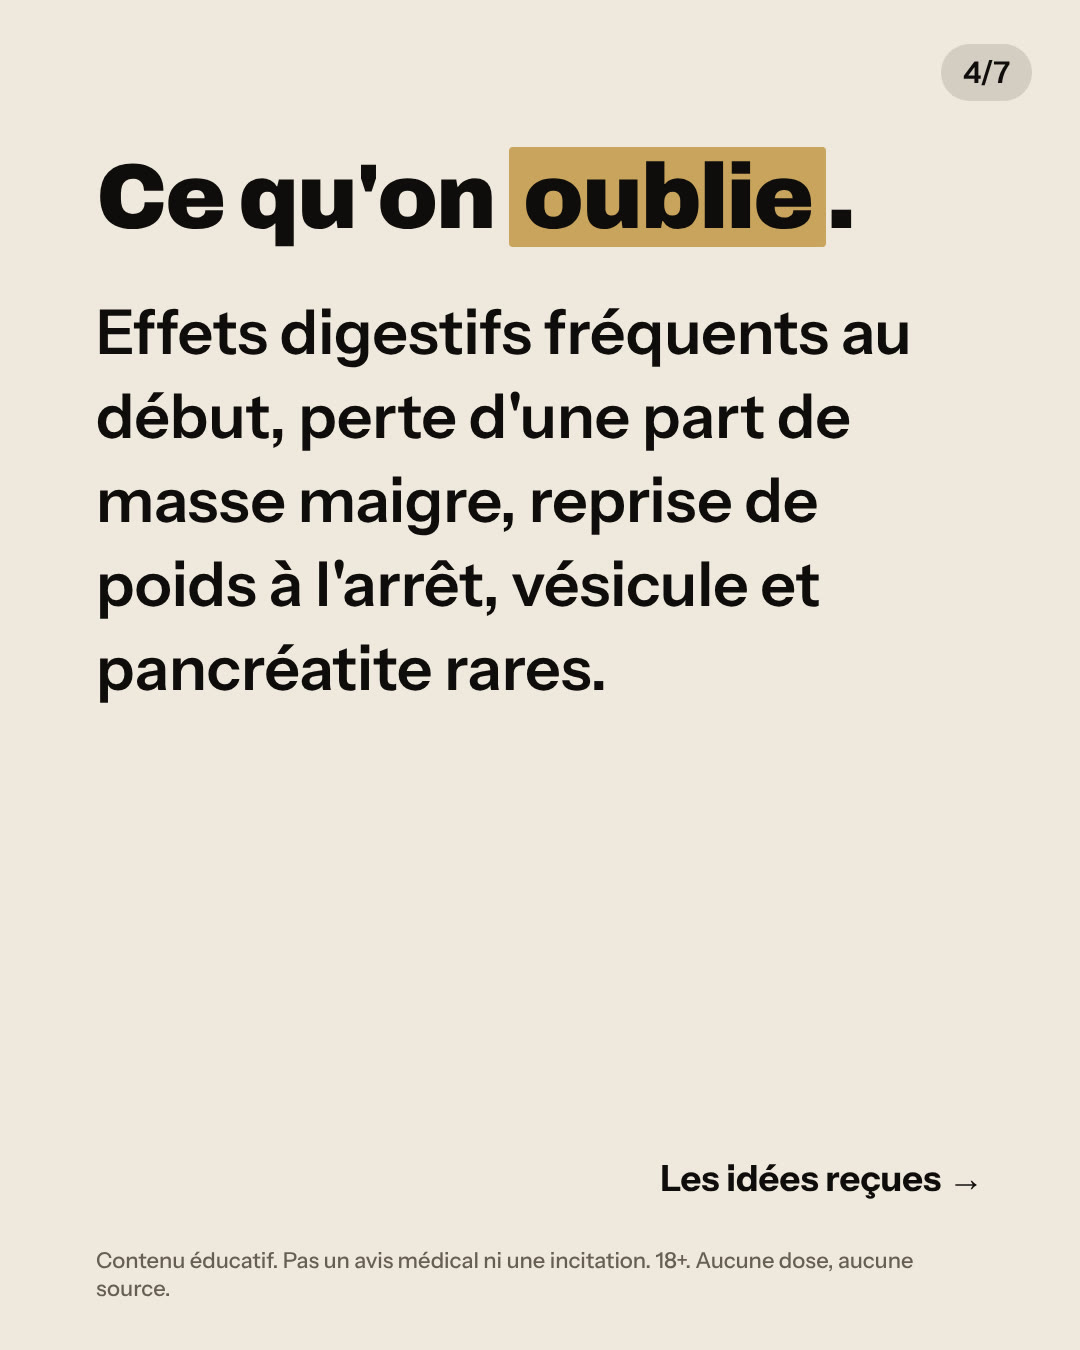 4/7
Ce qu'on oublie.
Effets digestifs fréquents au
début, perte d'une part de
masse maigre, reprise de
poids à l'arrêt, vésicule et
pancréatite rares.
Les idées reçues →
Contenu éducatif. Pas un avis médical ni une incitation. 18+. Aucune dose, aucune
source.